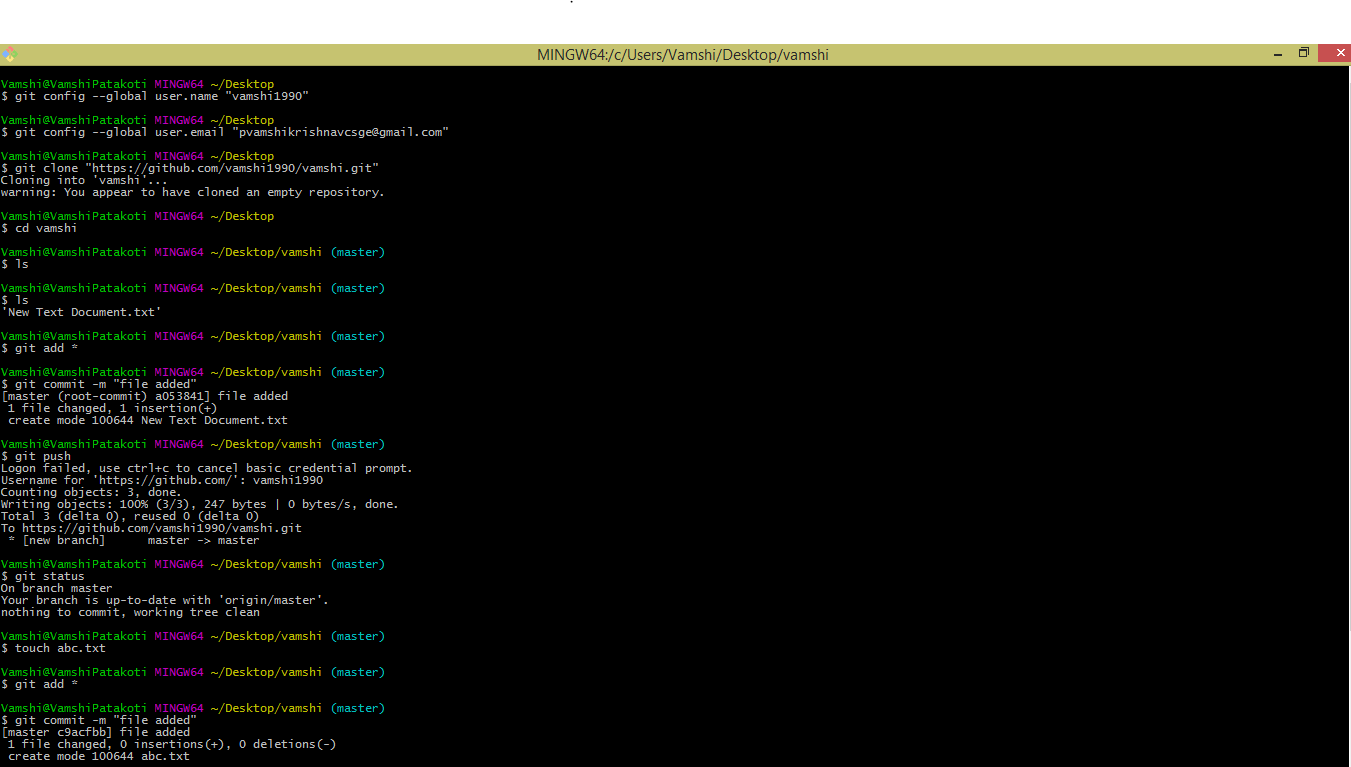 MINGW64:/c/Users/Vamshi/Desktop/vamshi
Vamshi@VamshiPatakoti MINGW64 ~/Desktop
$ git config --global user.name "vamshi1990"
Vamshi@VamshiPatakoti MINGW64 ~/Desktop
$ git config --global user.email "pvamshikrishnavcsge@gmail.com"
Vamshi@VamshiPatakoti MINGW64 ~/Desktop
$ git clone "https://github.com/vamshi1990/vamshi.git"
Cloning into 'vamshi'...
warning: You appear to have cloned an empty repository.
Vamshi@VamshiPatakoti MINGW64 ~/Desktop
$ cd vamshi
Vamshi@VamshiPatakoti MINGW64 ~/Desktop/vamshi (master)
$ ls
Vamshi@VamshiPatakoti MINGW64 ~/Desktop/vamshi (master)
$ ls
'New Text Document.txt'
Vamshi@VamshiPatakoti MINGW64 ~/Desktop/vamshi (master)
$ git add *
Vamshi@VamshiPatakoti MINGW64 ~/Desktop/vamshi (master)
$ git commit -m "file added"
[master (root-commit) a053841] file added
 1 file changed, 1 insertion(+)
 create mode 100644 New Text Document.txt
Vamshi@VamshiPatakoti MINGW64 ~/Desktop/vamshi (master)
$ git push
Logon failed, use ctrl+c to cancel basic credential prompt.
Username for 'https://github.com/': vamshi1990
Counting objects: 3, done.
Writing objects: 100% (3/3), 247 bytes | 0 bytes/s, done.
Total 3 (delta 0), reused 0 (delta 0)
To https://github.com/vamshi1990/vamshi.git
 * [new branch]      master -> master
Vamshi@VamshiPatakoti MINGW64 ~/Desktop/vamshi (master)
$ git status
On branch master
Your branch is up-to-date with 'origin/master'.
nothing to commit, working tree clean
Vamshi@VamshiPatakoti MINGW64 ~/Desktop/vamshi (master)
$ touch abc.txt
Vamshi@VamshiPatakoti MINGW64 ~/Desktop/vamshi (master)
$ git add *
Vamshi@VamshiPatakoti MINGW64 ~/Desktop/vamshi (master)
$ git commit -m "file added"
[master c9acfbb] file added
 1 file changed, 0 insertions(+), 0 deletions(-)
 create mode 100644 abc.txt